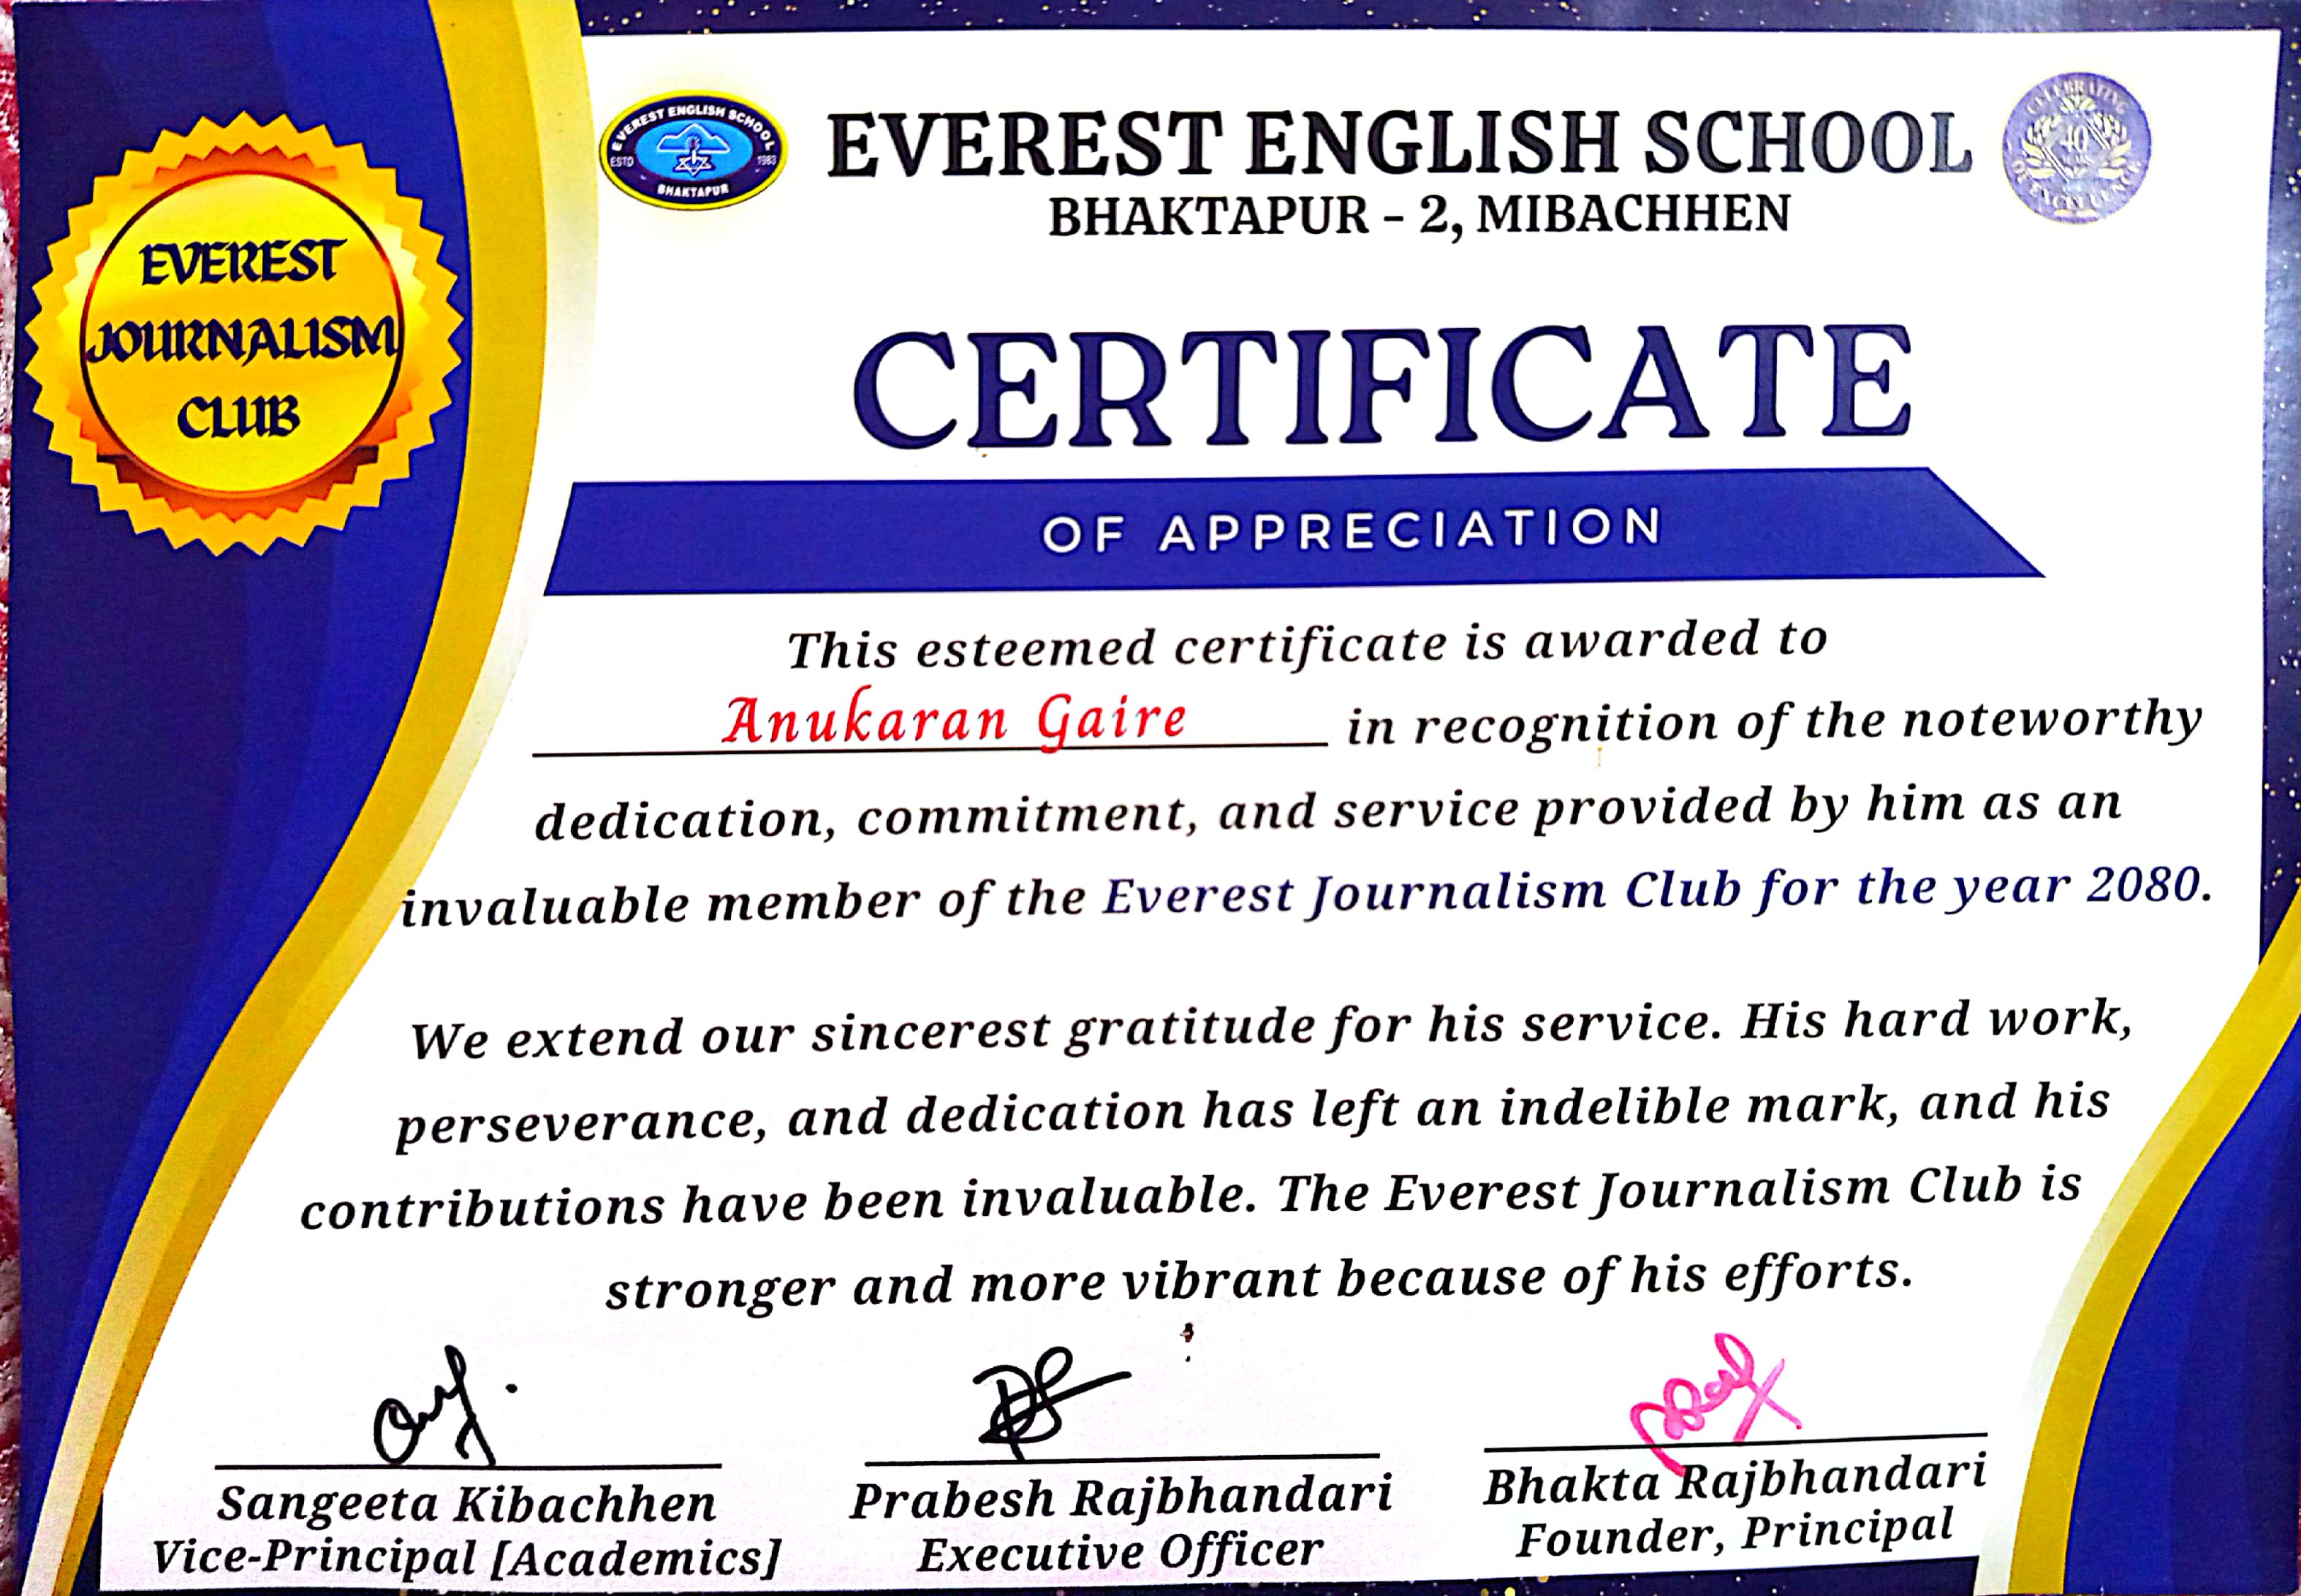 EVEREST ENGLISH SCHOOL
ESTD 1983
BHAKTAPUR
EVEREST ENGLISH SCHOOL
BHAKTAPUR - 2, MIBACHHEN
CELEBRATING
40
YEARS
OF EXCELLENCE
EVEREST
JOURNALISM
CLUB
CERTIFICATE
OF APPRECIATION
This esteemed certificate is awarded to
Anukaran Gaire in recognition of the noteworthy
dedication, commitment, and service provided by him as an
invaluable member of the Everest Journalism Club for the year 2080.
We extend our sincerest gratitude for his service. His hard work,
perseverance, and dedication has left an indelible mark, and his
contributions have been invaluable. The Everest Journalism Club is
stronger and more vibrant because of his efforts.
Sangeeta Kibachhen
Vice-Principal [Academics]
Prabesh Rajbhandari
Executive Officer
Bhakta Rajbhandari
Founder, Principal